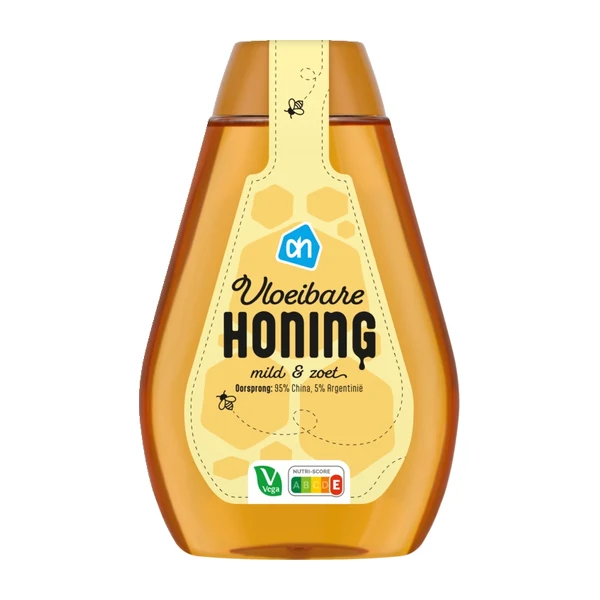 ah
Vloeibare
HONING
mild & zoet
Oorsprong: 95% China, 5% Argentinië
V
Vega
NUTRI-SCORE
A B C D E